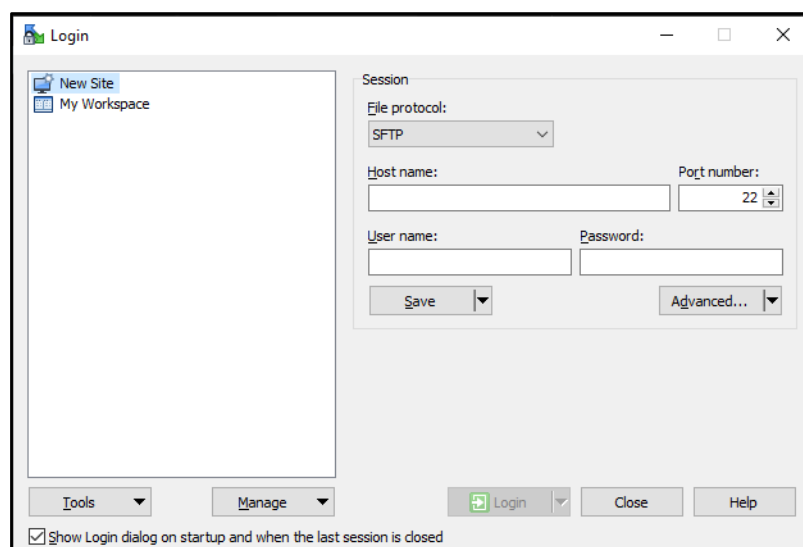 Login
New Site
My Workspace
Session
File protocol:
SFTP
Host name:
Port number:
22
User name:
Password:
Save
Advanced...
Tools
Manage
Login
Close
Help
Show Login dialog on startup and when the last session is closed